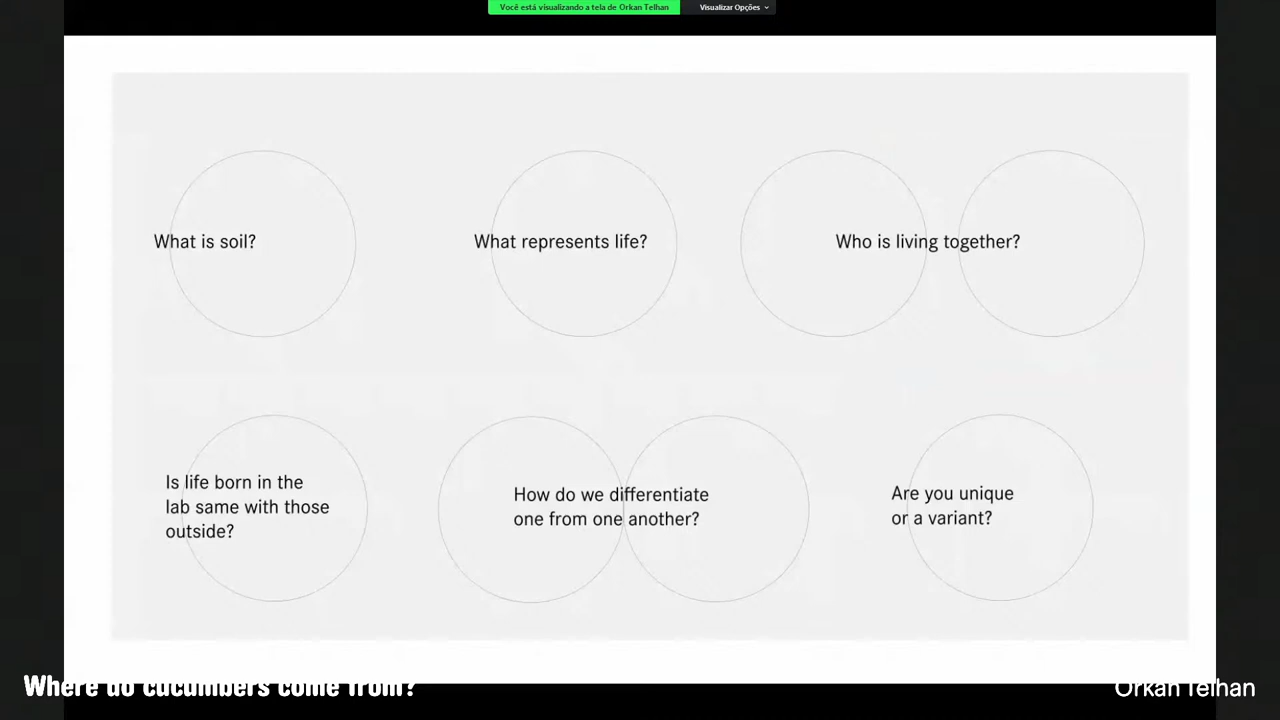 Você está visualizando a tela de Orkan Telhan
Visualizar Opções
What is soil?
What represents life?
Who is living together?
Is life born in the
lab same with those
outside?
How do we differentiate
one from one another?
Are you unique
or a variant?
Where do cucumbers come from?
Orkan Telhan